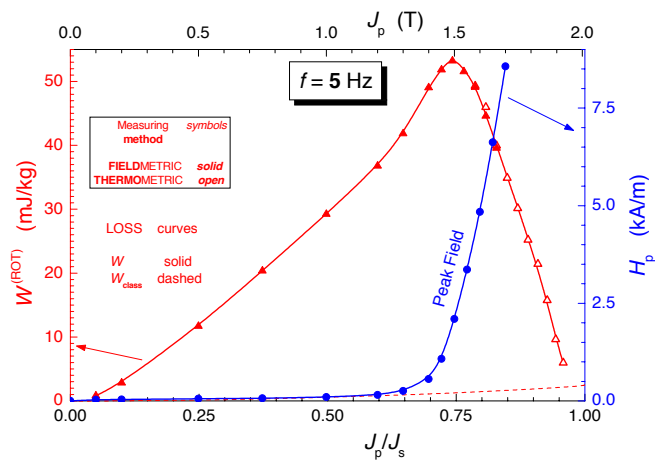 J_p (T)
0.0 0.5 1.0 1.5 2.0
f = 5 Hz
Measuring symbols
method
FIELDMETRIC solid
THERMOMETRIC open
LOSS curves
W solid
W_class dashed
Peak Field
W^(ROT) (mJ/kg)
50
40
30
20
10
0
H_p (kA/m)
7.5
5.0
2.5
0.0
0.00 0.25 0.50 0.75 1.00
J_p/J_s